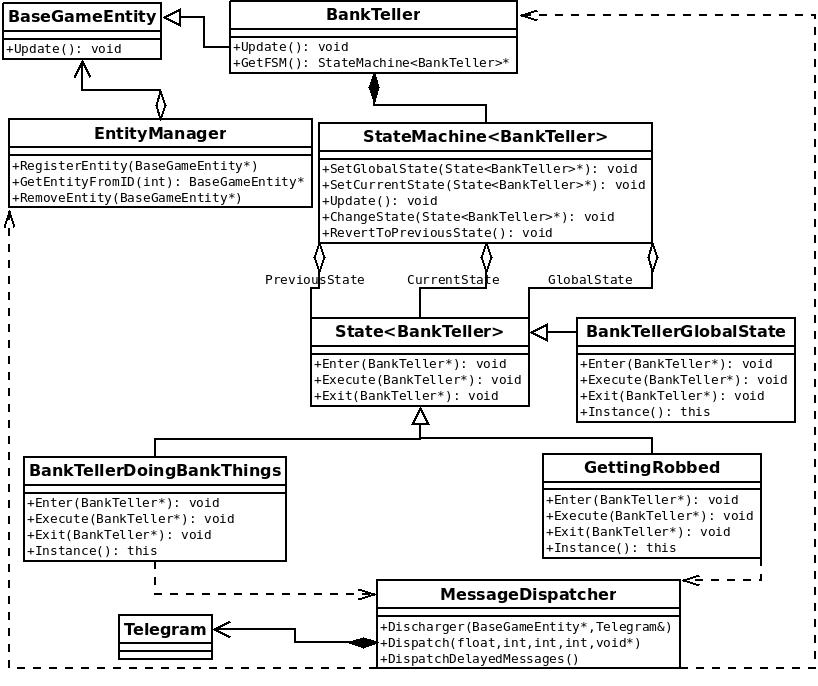 BaseGameEntity
+Update(): void
BankTeller
+Update(): void
+GetFSM(): StateMachine<BankTeller>*
EntityManager
+RegisterEntity(BaseGameEntity*)
+GetEntityFromID(int): BaseGameEntity*
+RemoveEntity(BaseGameEntity*)
StateMachine<BankTeller>
+SetGlobalState(State<BankTeller>*): void
+SetCurrentState(State<BankTeller>*): void
+Update(): void
+ChangeState(State<BankTeller>*): void
+RevertToPreviousState(): void
PreviousState
CurrentState
GlobalState
State<BankTeller>
+Enter(BankTeller*): void
+Execute(BankTeller*): void
+Exit(BankTeller*): void
BankTellerGlobalState
+Enter(BankTeller*): void
+Execute(BankTeller*): void
+Exit(BankTeller*): void
+Instance(): this
BankTellerDoingBankThings
+Enter(BankTeller*): void
+Execute(BankTeller*): void
+Exit(BankTeller*): void
+Instance(): this
GettingRobbed
+Enter(BankTeller*): void
+Execute(BankTeller*): void
+Exit(BankTeller*): void
+Instance(): this
MessageDispatcher
+Discharger(BaseGameEntity*,Telegram&)
+Dispatch(float,int,int,int,void*)
+DispatchDelayedMessages()
Telegram